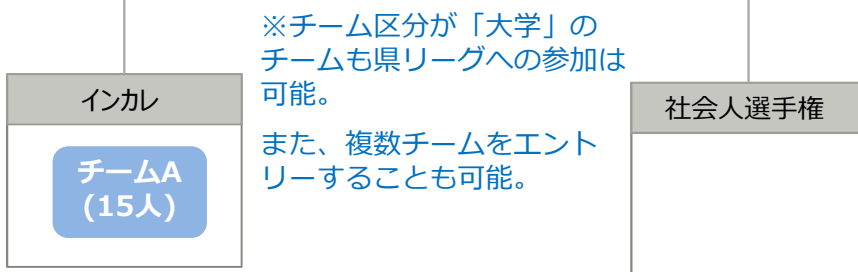 ※チーム区分が「大学」の
チームも県リーグへの参加は
可能。
また、複数チームをエント
リーすることも可能。
インカレ
チームA
(15人)
社会人選手権